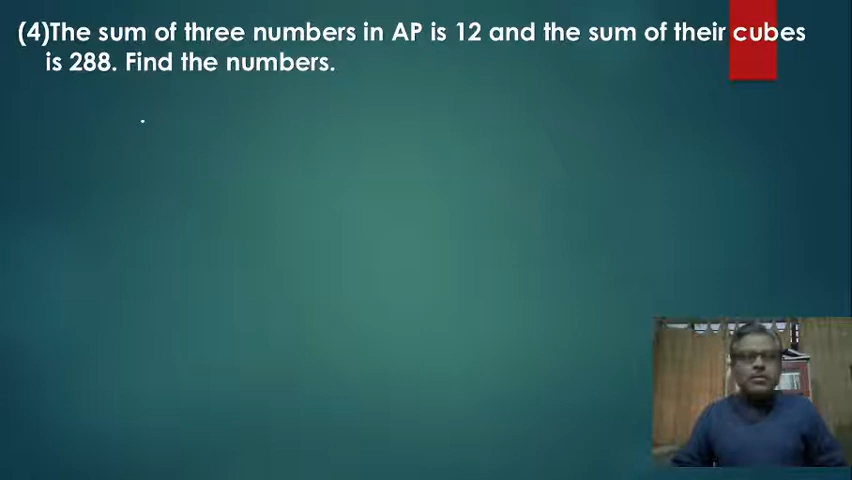 (4)The sum of three numbers in AP is 12 and the sum of their cubes
is 288. Find the numbers.